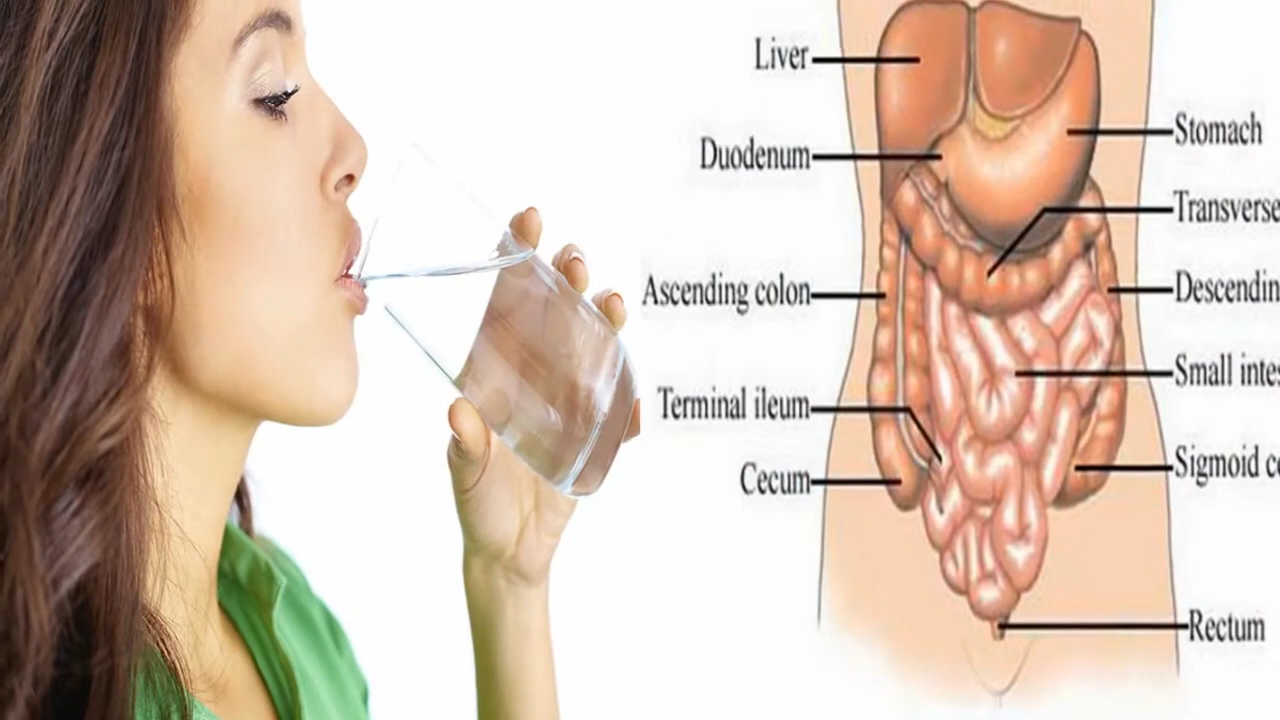 Liver
Duodenum
Ascending colon
Terminal ileum
Cecum
Stomach
Transverse
Descendin
Small intes
Sigmoid co
Rectum